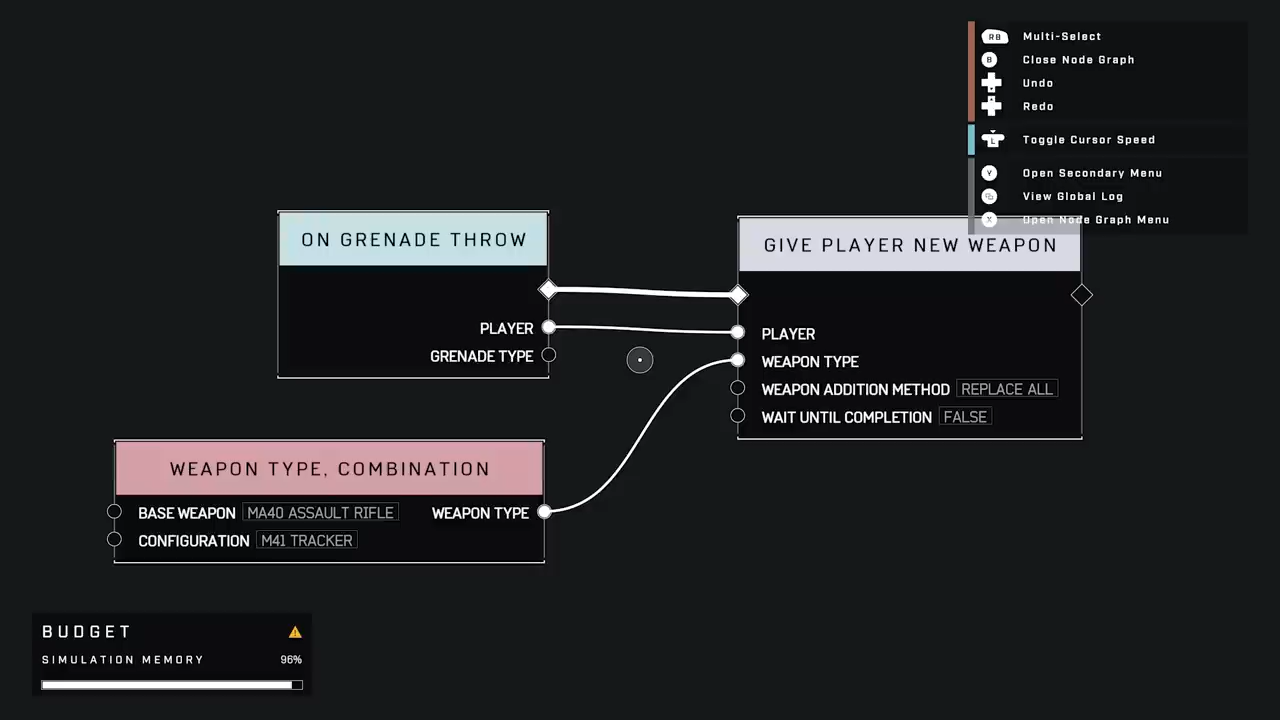 RB Multi-Select
B Close Node Graph
Undo
Redo
L Toggle Cursor Speed
Y Open Secondary Menu
View Global Log
X Open Node Graph Menu
ON GRENADE THROW
PLAYER
GRENADE TYPE
GIVE PLAYER NEW WEAPON
PLAYER
WEAPON TYPE
WEAPON ADDITION METHOD REPLACE ALL
WAIT UNTIL COMPLETION FALSE
WEAPON TYPE, COMBINATION
BASE WEAPON MA40 ASSAULT RIFLE WEAPON TYPE
CONFIGURATION M41 TRACKER
BUDGET
SIMULATION MEMORY 96%